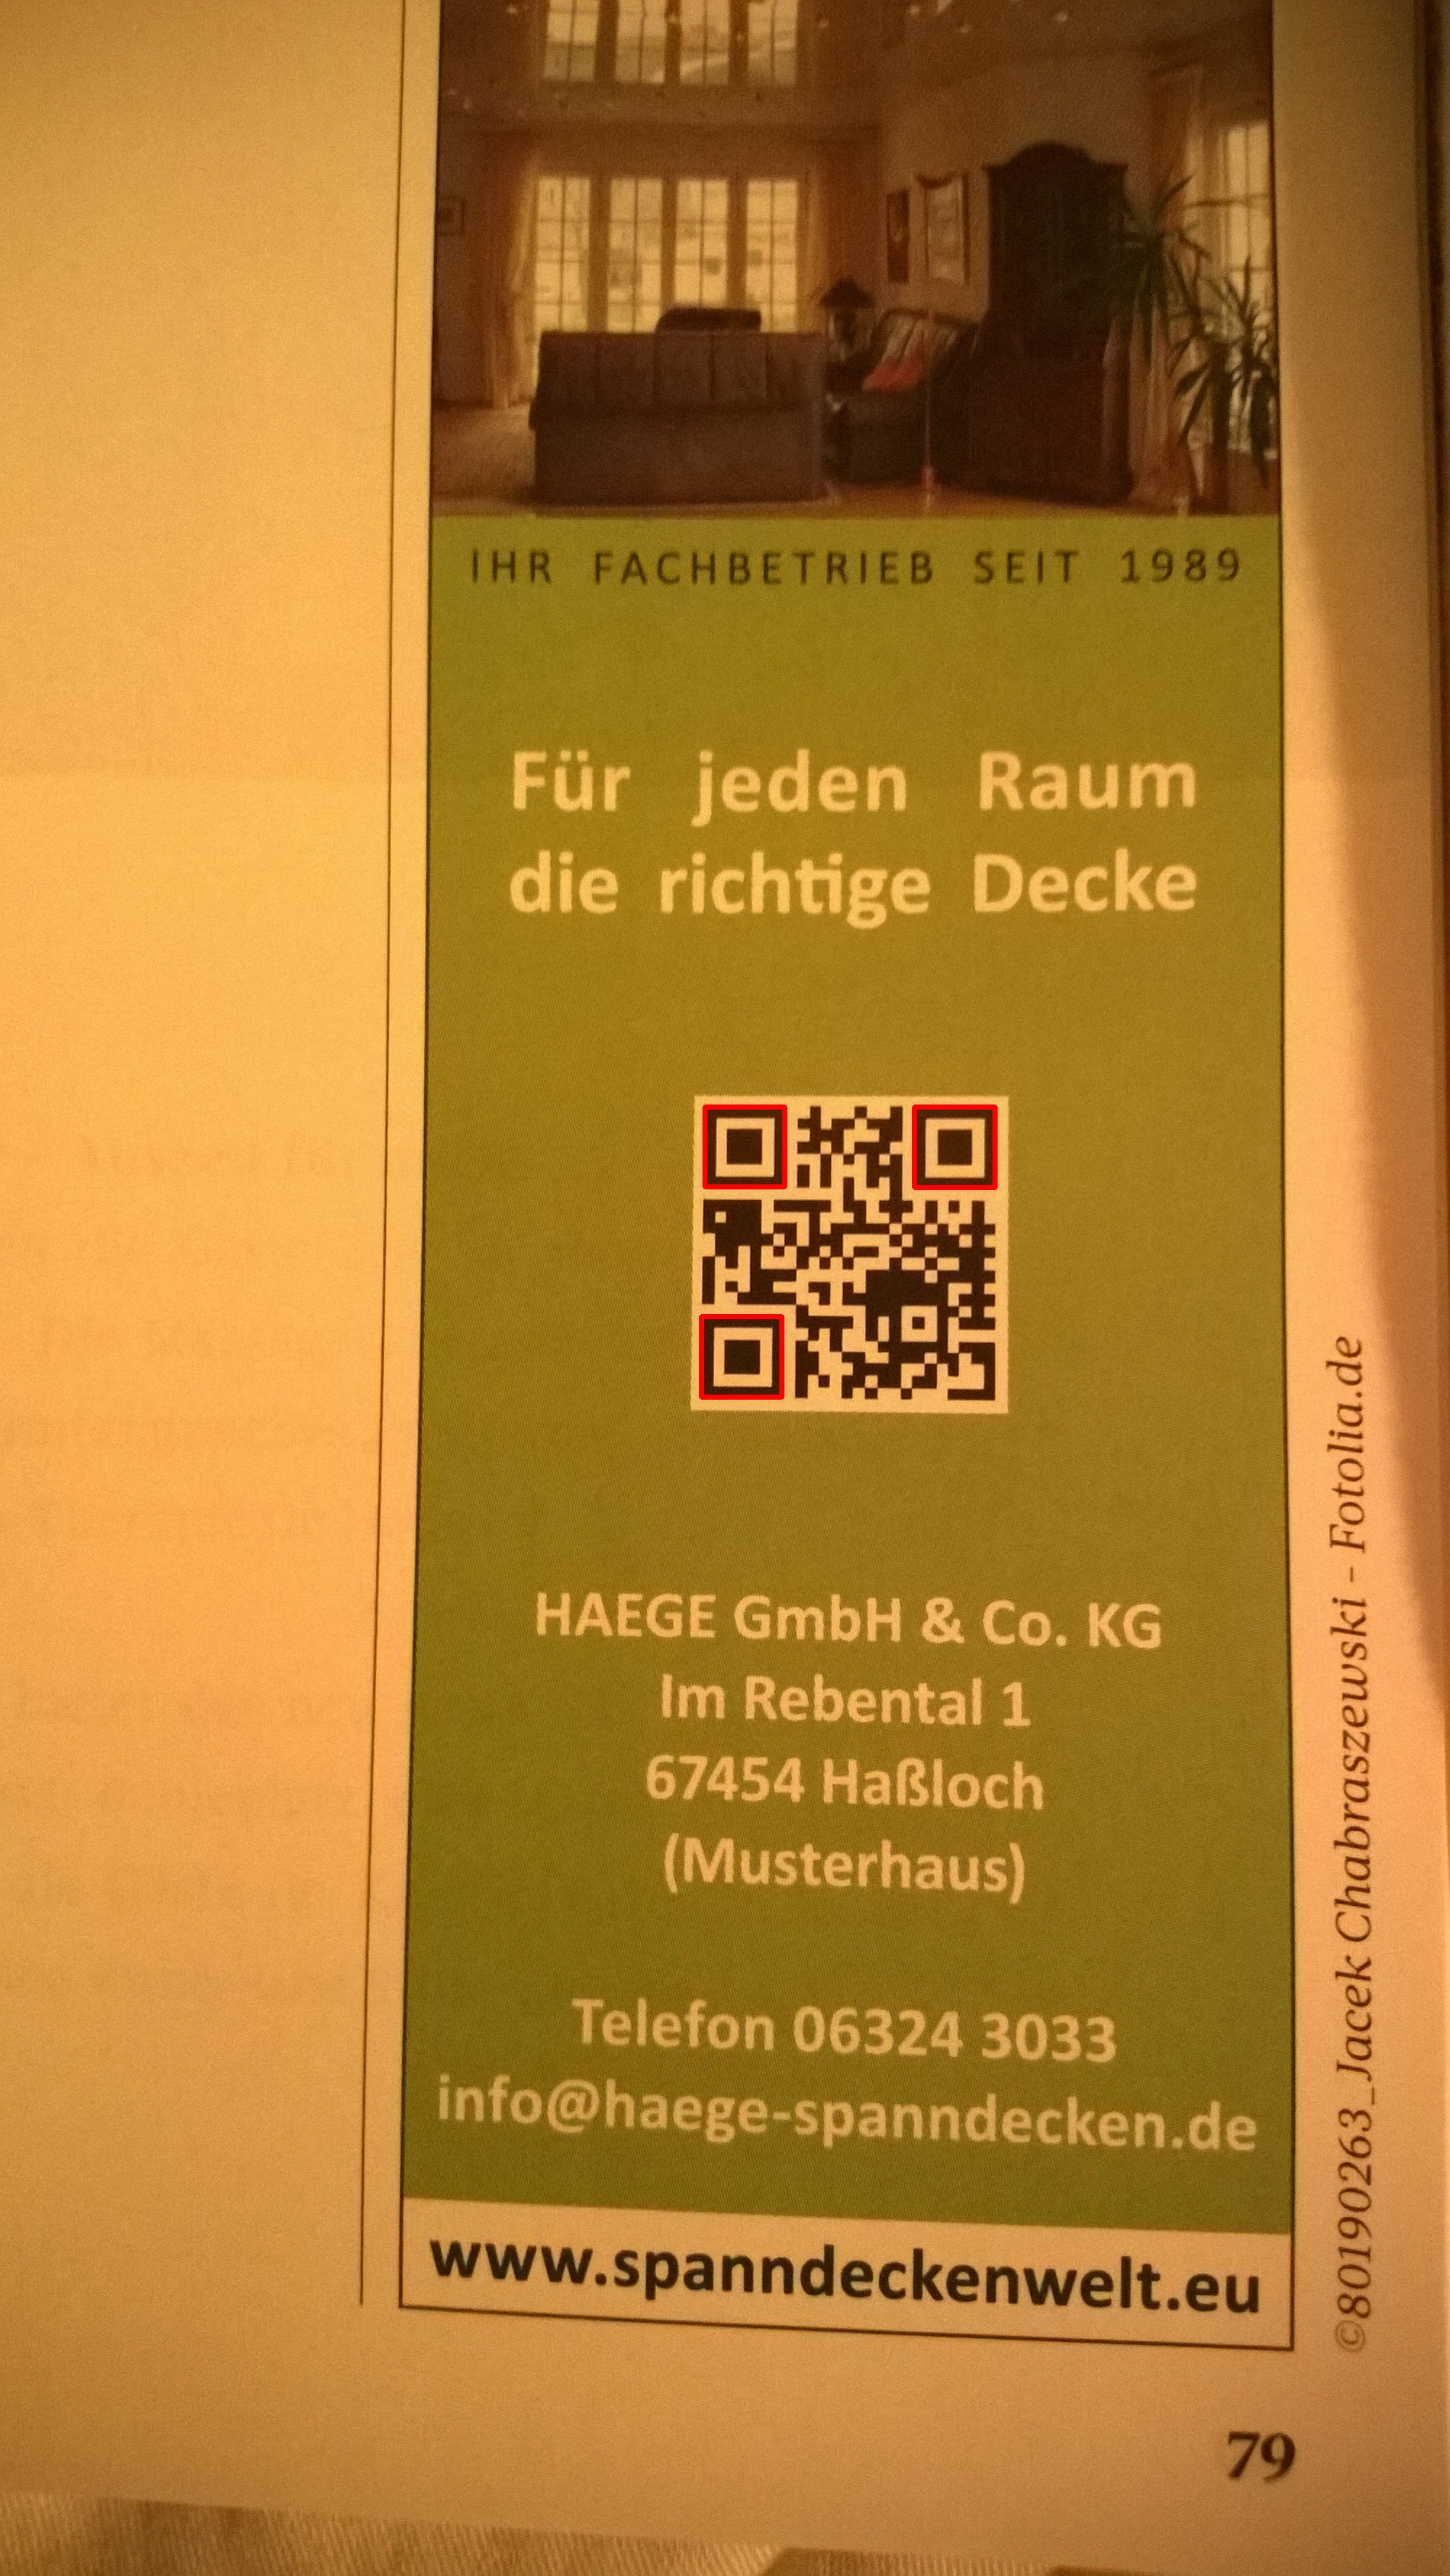 IHR FACHBETRIEB SEIT 1989
Für jeden Raum
die richtige Decke
HAEGE GmbH & Co. KG
Im Rebental 1
67454 Haßloch
(Musterhaus)
Telefon 06324 3033
info@haege-spanndecken.de
www.spanndeckenwelt.eu
©80190263_Jacek Chabraszewski – Fotolia.de
79